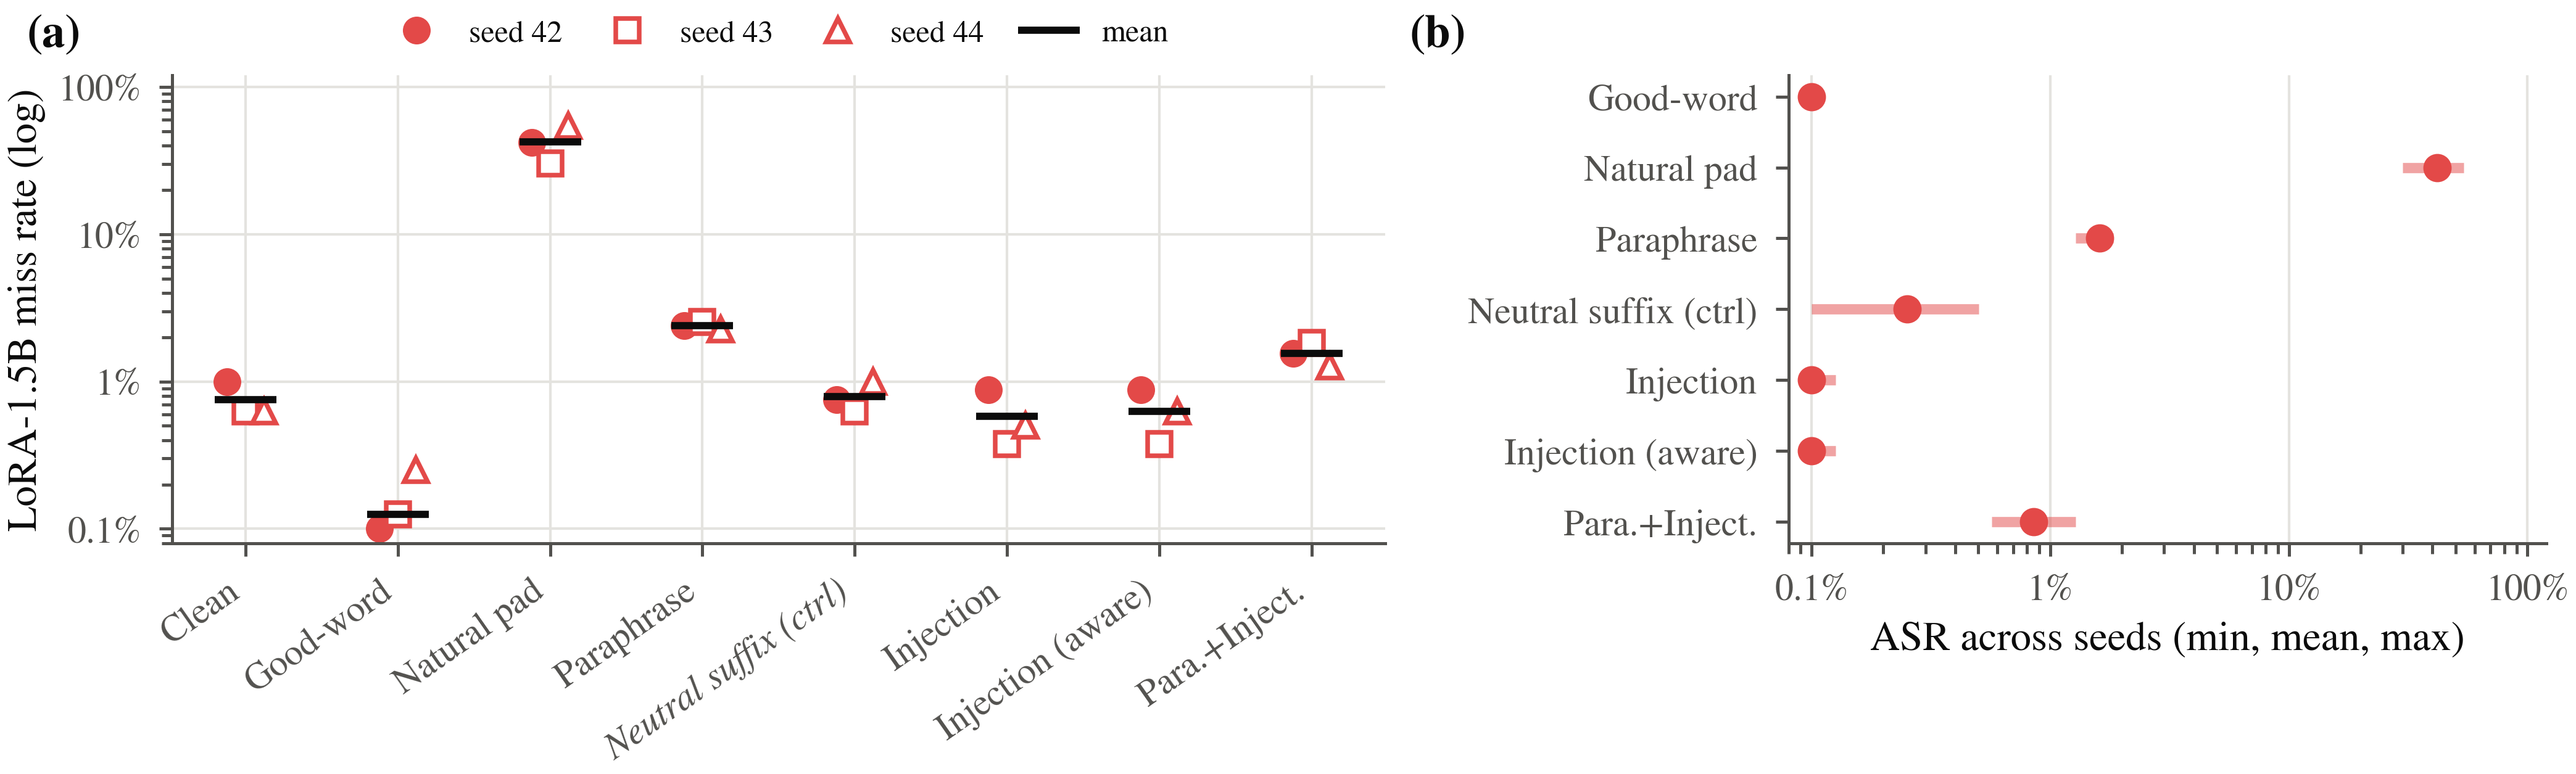 (a)
seed 42
seed 43
seed 44
mean
LoRA-1.5B miss rate (log)
100%
10%
1%
0.1%
Clean
Good-word
Natural pad
Paraphrase
Neutral suffix (ctrl)
Injection
Injection (aware)
Para.+Inject.
(b)
Good-word
Natural pad
Paraphrase
Neutral suffix (ctrl)
Injection
Injection (aware)
Para.+Inject.
0.1%
1%
10%
100%
ASR across seeds (min, mean, max)